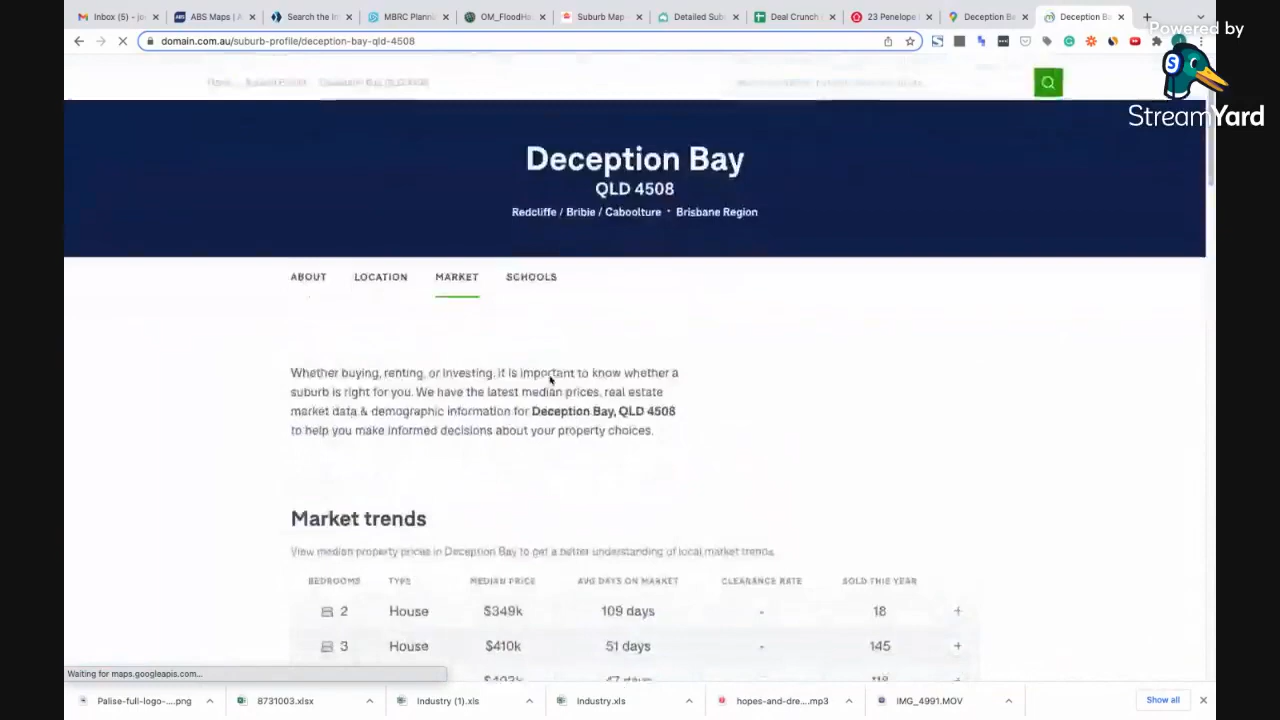 Inbox (5) - jo
ABS Maps | A
Search the In
MBRC Planni
OM_FloodHa
Suburb Map
Detailed Sub
Deal Crunch
23 Penelope
Deception Ba
Deception Ba
domain.com.au/suburb-profile/deception-bay-qld-4508
Powered by
StreamYard
Deception Bay
QLD 4508
Redcliffe / Bribie / Caboolture · Brisbane Region
ABOUT LOCATION MARKET SCHOOLS
Whether buying, renting, or investing, it is important to know whether a
suburb is right for you. We have the latest median prices, real estate
market data & demographic information for Deception Bay, QLD 4508
to help you make informed decisions about your property choices.
Market trends
View median property prices in Deception Bay to get a better understanding of local market trends.
BEDROOMS TYPE MEDIAN PRICE AVG DAYS ON MARKET CLEARANCE RATE SOLD THIS YEAR
2 House $349k 109 days - 18 +
3 House $410k 51 days - 145 +
Waiting for maps.googleapis.com...
Palise-full-logo-....png
8731003.xlsx
Industry (1).xls
Industry.xls
hopes-and-dre....mp3
IMG_4991.MOV
Show all